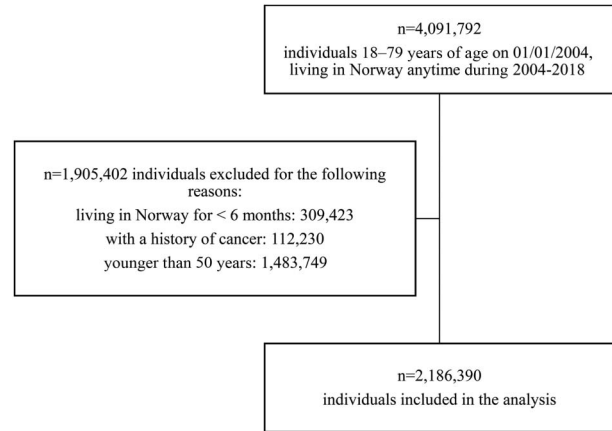 n=4,091,792
individuals 18–79 years of age on 01/01/2004,
living in Norway anytime during 2004-2018
n=1,905,402 individuals excluded for the following
reasons:
living in Norway for < 6 months: 309,423
with a history of cancer: 112,230
younger than 50 years: 1,483,749
n=2,186,390
individuals included in the analysis